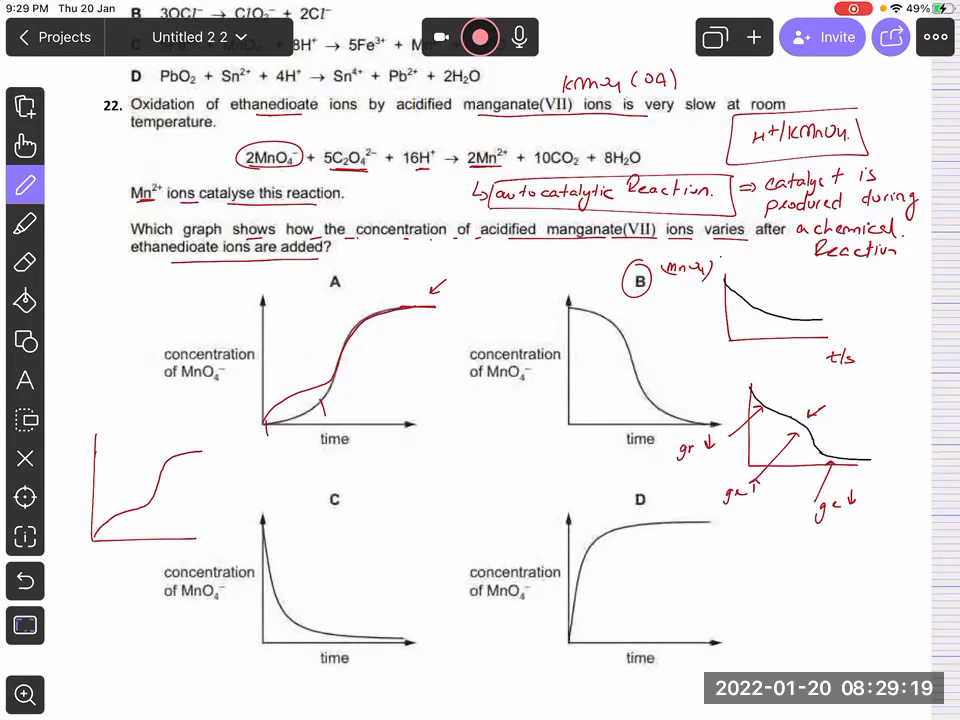 9:29 PM Thu 20 Jan
49%
B 3OCl⁻ → ClO₂⁻ + 2Cl⁻
Projects
Untitled 2 2
Invite
8H⁺ → 5Fe³⁺ +
D PbO₂ + Sn²⁺ + 4H⁺ → Sn⁴⁺ + Pb²⁺ + 2H₂O
KMnO₄ (OA)
22. Oxidation of ethanedioate ions by acidified manganate(VII) ions is very slow at room
temperature.
H⁺/KMnO₄.
2MnO₄⁻ + 5C₂O₄²⁻ + 16H⁺ → 2Mn²⁺ + 10CO₂ + 8H₂O
Mn²⁺ ions catalyse this reaction.
↳ autocatalytic Reaction. ⇒ catalyst is
produced during
a chemical
Reaction
Which graph shows how the concentration of acidified manganate(VII) ions varies after
ethanedioate ions are added?
A
B
(MnO₄)
concentration
of MnO₄⁻
time
concentration
of MnO₄⁻
time
t/s
gr ↓
gr ↑
gr ↓
C
D
concentration
of MnO₄⁻
time
concentration
of MnO₄⁻
time
2022-01-20 08:29:19